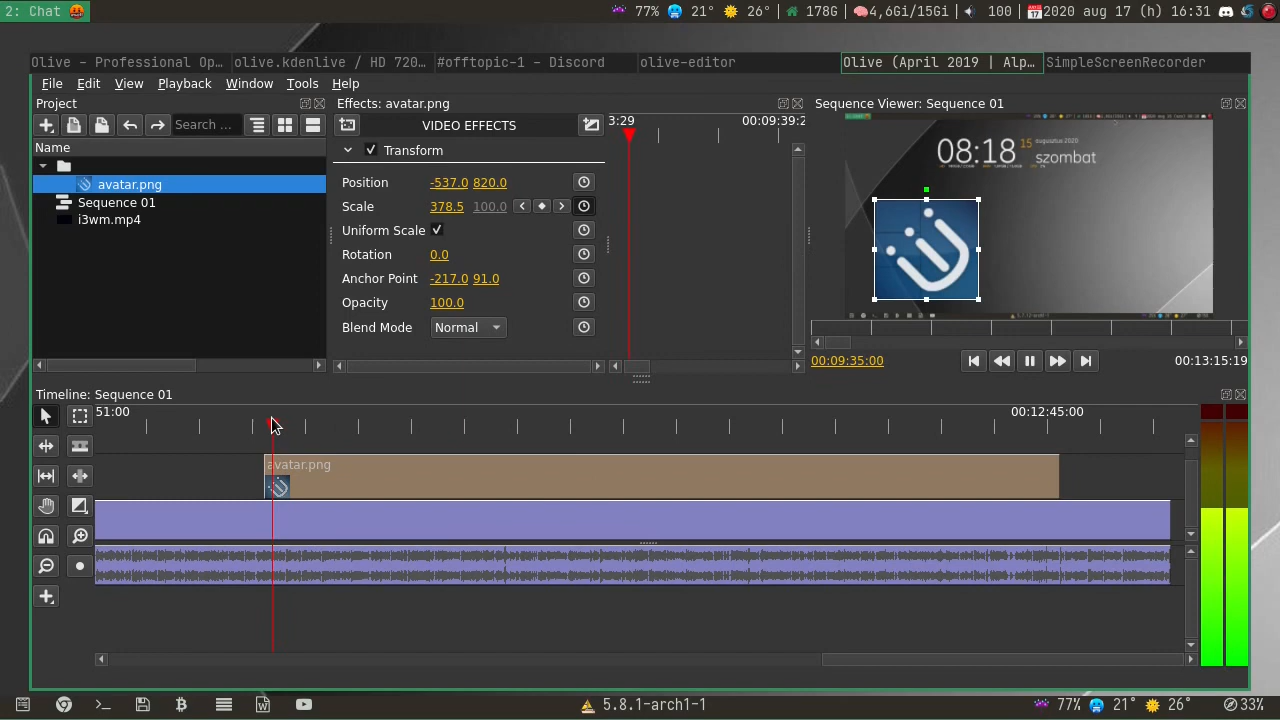 2: Chat 77% 21° 26° 178G 4,6Gi/15Gi 100 2020 aug 17 (h) 16:31
Olive - Professional Op… olive.kdenlive / HD 720… #offtopic-1 - Discord olive-editor Olive (April 2019 | Alp… SimpleScreenRecorder
File Edit View Playback Window Tools Help
Project Effects: avatar.png Sequence Viewer: Sequence 01
Search ... VIDEO EFFECTS 3:29 00:09:39:2
Name
Transform
avatar.png
Sequence 01
i3wm.mp4
Position -537.0 820.0
Scale 378.5 100.0
Uniform Scale
Rotation 0.0
Anchor Point -217.0 91.0
Opacity 100.0
Blend Mode Normal
08:18 15 augusztus 2020
szombat
00:09:35:00 00:13:15:19
Timeline: Sequence 01
51:00 00:12:45:00
avatar.png
5.8.1-arch1-1 77% 21° 26° 33%